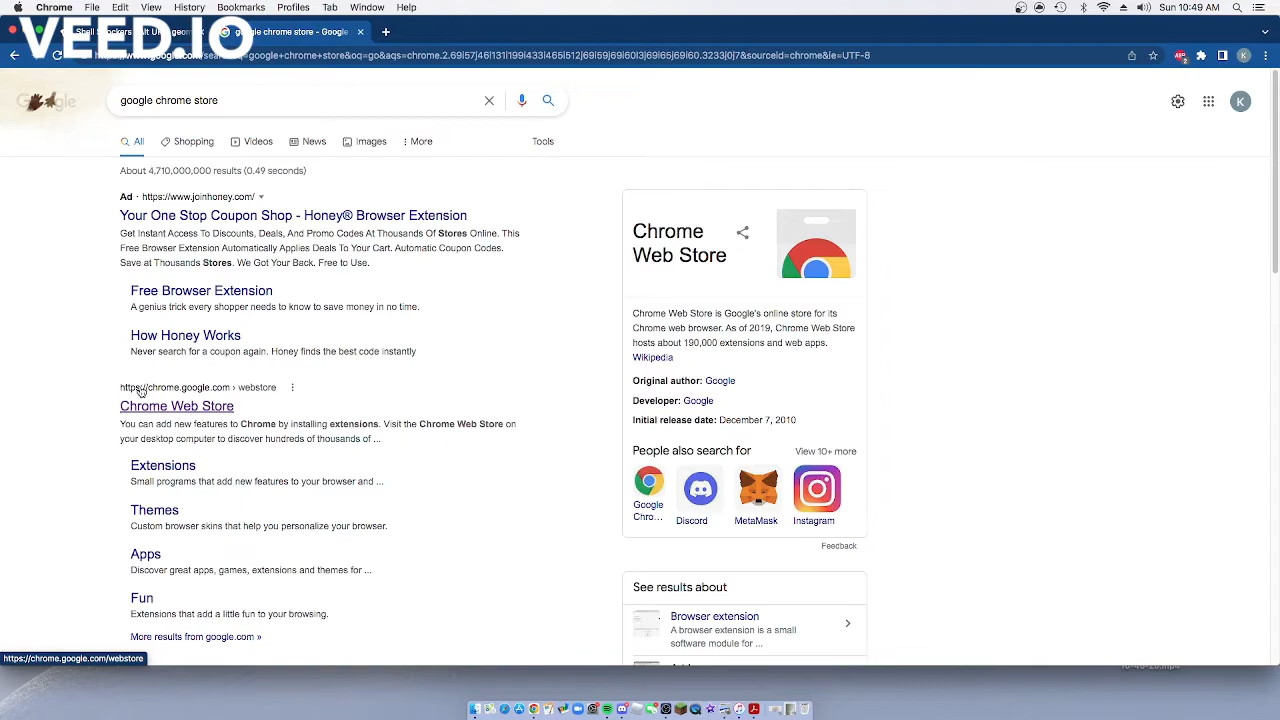 Chrome File Edit View History Bookmarks Profiles Tab Window Help Sun 10:49 AM
VEED.IO
google chrome store - Google
google chrome store
K
All Shopping Videos News Images More Tools
About 4,710,000,000 results (0.49 seconds)
Ad · https://www.joinhoney.com/
Your One Stop Coupon Shop - Honey® Browser Extension
Get Instant Access To Discounts, Deals, And Promo Codes At Thousands Of Stores Online. This
Free Browser Extension Automatically Applies Deals To Your Cart. Automatic Coupon Codes.
Save at Thousands Stores. We Got Your Back. Free to Use.
Free Browser Extension
A genius trick every shopper needs to know to save money in no time.
How Honey Works
Never search for a coupon again. Honey finds the best code instantly
https://chrome.google.com › webstore
Chrome Web Store
You can add new features to Chrome by installing extensions. Visit the Chrome Web Store on
your desktop computer to discover hundreds of thousands of ...
Extensions
Small programs that add new features to your browser and ...
Themes
Custom browser skins that help you personalize your browser.
Apps
Discover great apps, games, extensions and themes for ...
Fun
Extensions that add a little fun to your browsing.
More results from google.com »
https://chrome.google.com/webstore
Chrome
Web Store
Chrome Web Store is Google's online store for its
Chrome web browser. As of 2019, Chrome Web Store
hosts about 190,000 extensions and web apps.
Wikipedia
Original author: Google
Developer: Google
Initial release date: December 7, 2010
People also search for View 10+ more
Google
Chro... Discord MetaMask Instagram
Feedback
See results about
Browser extension
A browser extension is a small
software module for ...